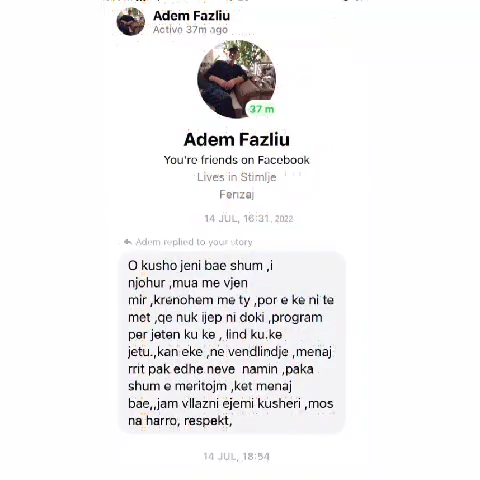 Adem Fazliu
Active 37m ago
37 m
Adem Fazliu
You're friends on Facebook
Lives in Stimlje
Ferizaj
14 JUL, 16:31, 2022
Adem replied to your story
O kusho jeni bae shum ,i
njohur ,mua me vjen
mir ,krenohem me ty ,por e ke ni te
met ,qe nuk ijep ni doki ,program
per jeten ku ke , lind ku.ke
jetu.,kan eke ,ne vendlindje ,menaj
rrit pak edhe neve namin ,paka
shum e meritojm ,ket menaj
bae,,jam vllazni ejemi kusheri ,mos
na harro, respekt,
14 JUL, 18:54